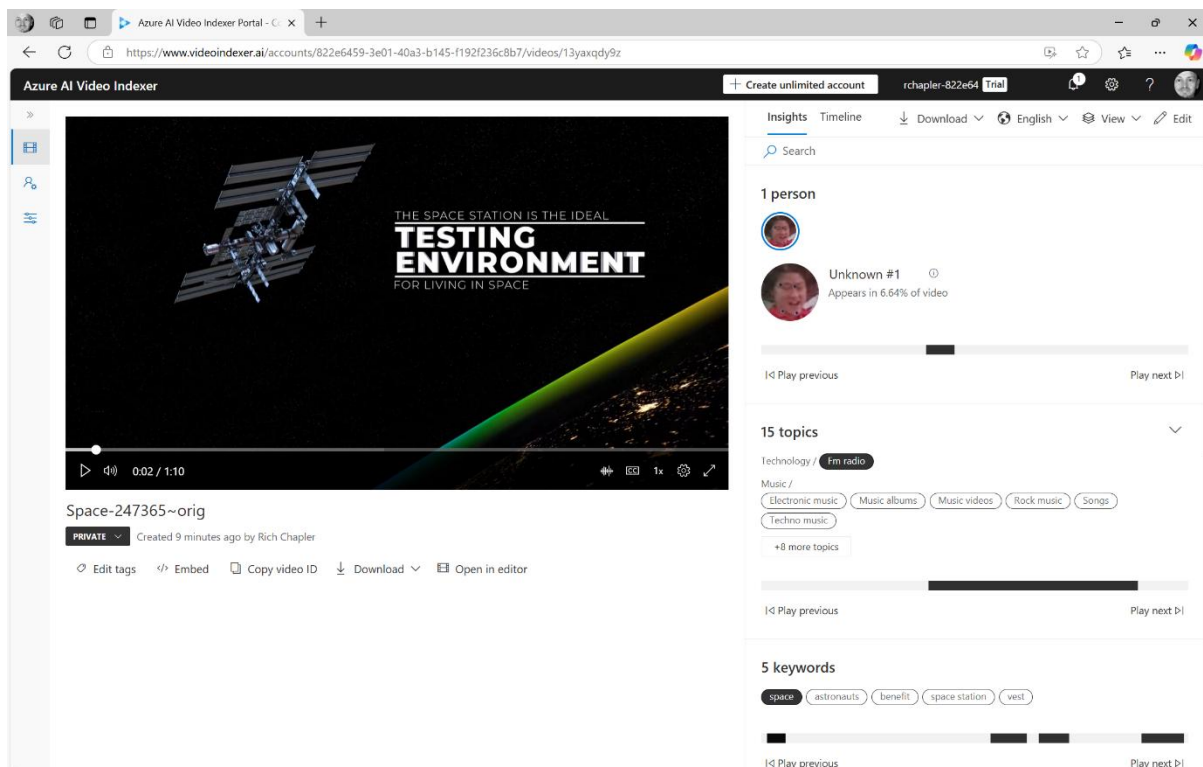 Azure AI Video Indexer Portal - Co
https://www.videoindexer.ai/accounts/822e6459-3e01-40a3-b145-f192f236c8b7/videos/13yaxqdy9z
Azure AI Video Indexer
+ Create unlimited account
rchapler-822e64 Trial
1
?
THE SPACE STATION IS THE IDEAL
TESTING
ENVIRONMENT
FOR LIVING IN SPACE
0:02 / 1:10
CC
1x
Space-247365~orig
PRIVATE
Created 9 minutes ago by Rich Chapler
Edit tags
</> Embed
Copy video ID
Download
Open in editor
Insights
Timeline
Download
English
View
Edit
Search
1 person
Unknown #1
Appears in 6.64% of video
Play previous
Play next
15 topics
Technology / Fm radio
Music /
Electronic music
Music albums
Music videos
Rock music
Songs
Techno music
+8 more topics
Play previous
Play next
5 keywords
space
astronauts
benefit
space station
vest
Play previous
Play next